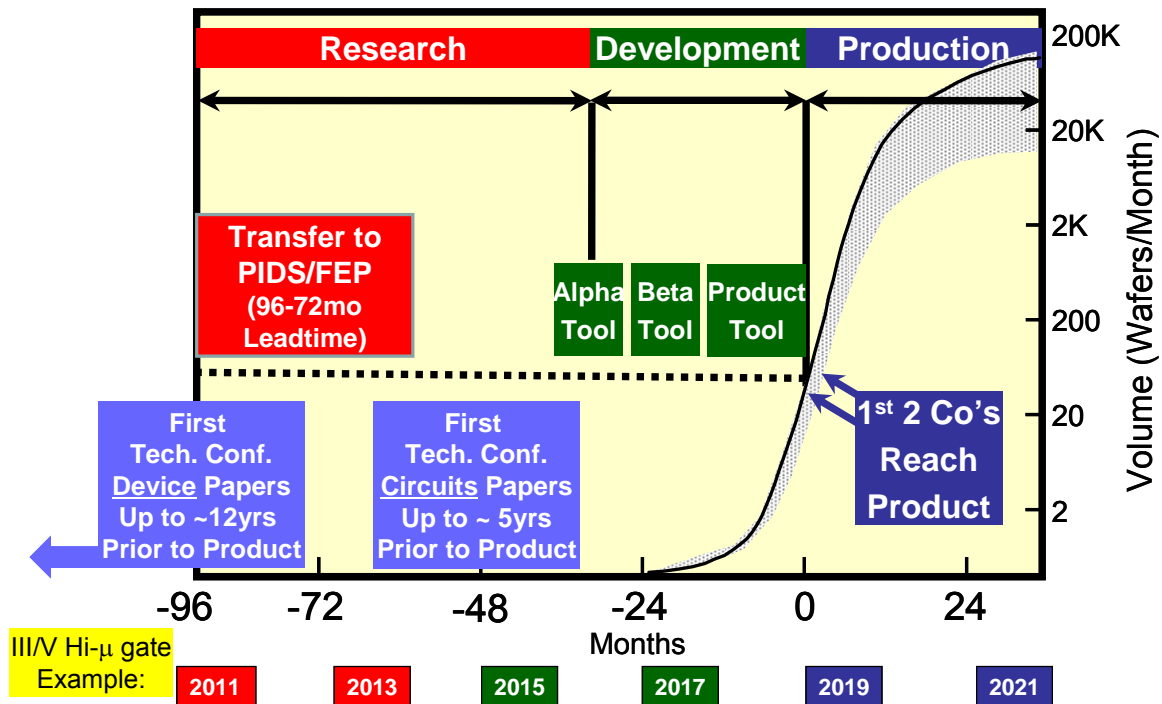 Research
Development
Production
200K
20K
2K
200
20
2
Volume (Wafers/Month)
Transfer to
PIDS/FEP
(96-72mo
Leadtime)
Alpha
Tool
Beta
Tool
Product
Tool
First
Tech. Conf.
Device Papers
Up to ~12yrs
Prior to Product
First
Tech. Conf.
Circuits Papers
Up to ~ 5yrs
Prior to Product
1st 2 Co’s
Reach
Product
-96
-72
-48
-24
0
24
Months
III/V Hi-μ gate
Example:
2011
2013
2015
2017
2019
2021